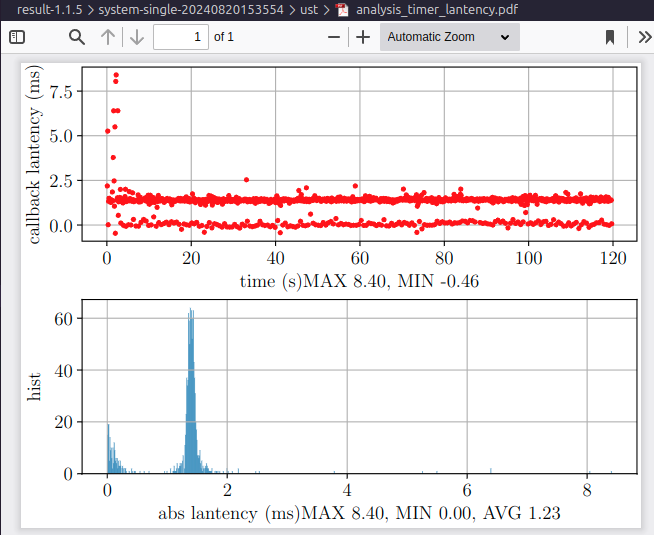 result-1.1.5 > system-single-20240820153554 > ust > analysis_timer_lantency.pdf
1 of 1 Automatic Zoom
callback lantency (ms)
7.5
5.0
2.5
0.0
0 20 40 60 80 100 120
time (s)MAX 8.40, MIN -0.46
hist
60
40
20
0
0 2 4 6 8
abs lantency (ms)MAX 8.40, MIN 0.00, AVG 1.23